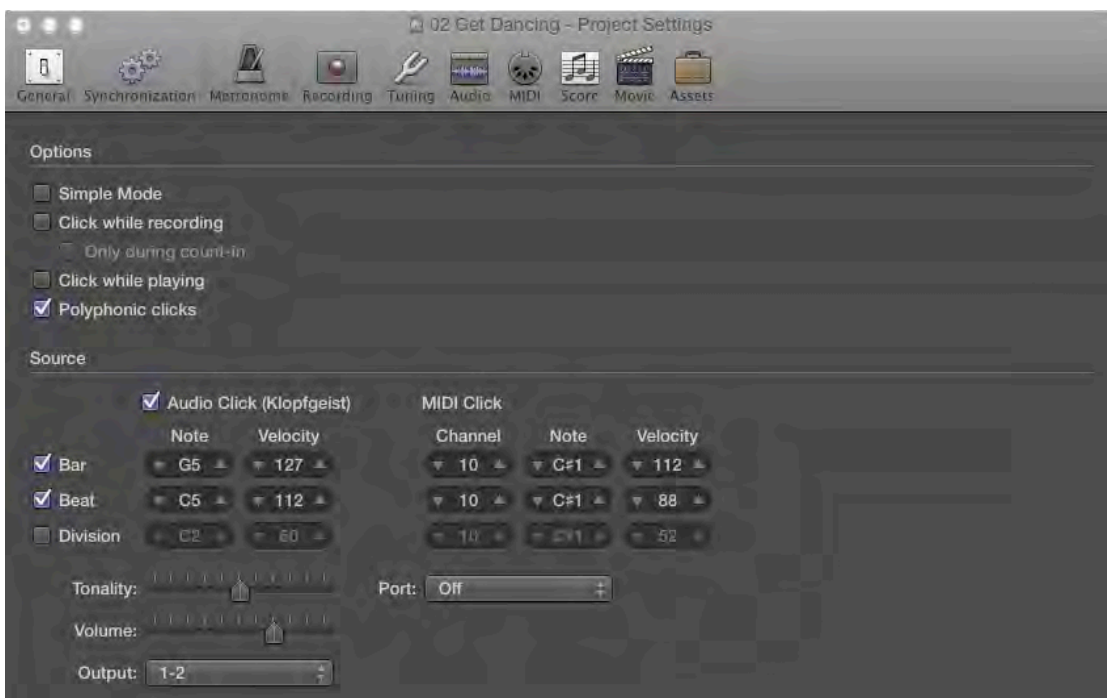 02 Get Dancing - Project Settings
General Synchronization Metronome Recording Tuning Audio MIDI Score Movie Assets
Options
Simple Mode
Click while recording
Only during count-in
Click while playing
Polyphonic clicks
Source
Audio Click (Klopfgeist) MIDI Click
Note Velocity Channel Note Velocity
Bar G5 127 10 C#1 112
Beat C5 112 10 C#1 88
Division C2 60 10 C#1 52
Tonality: Port: Off
Volume:
Output: 1-2